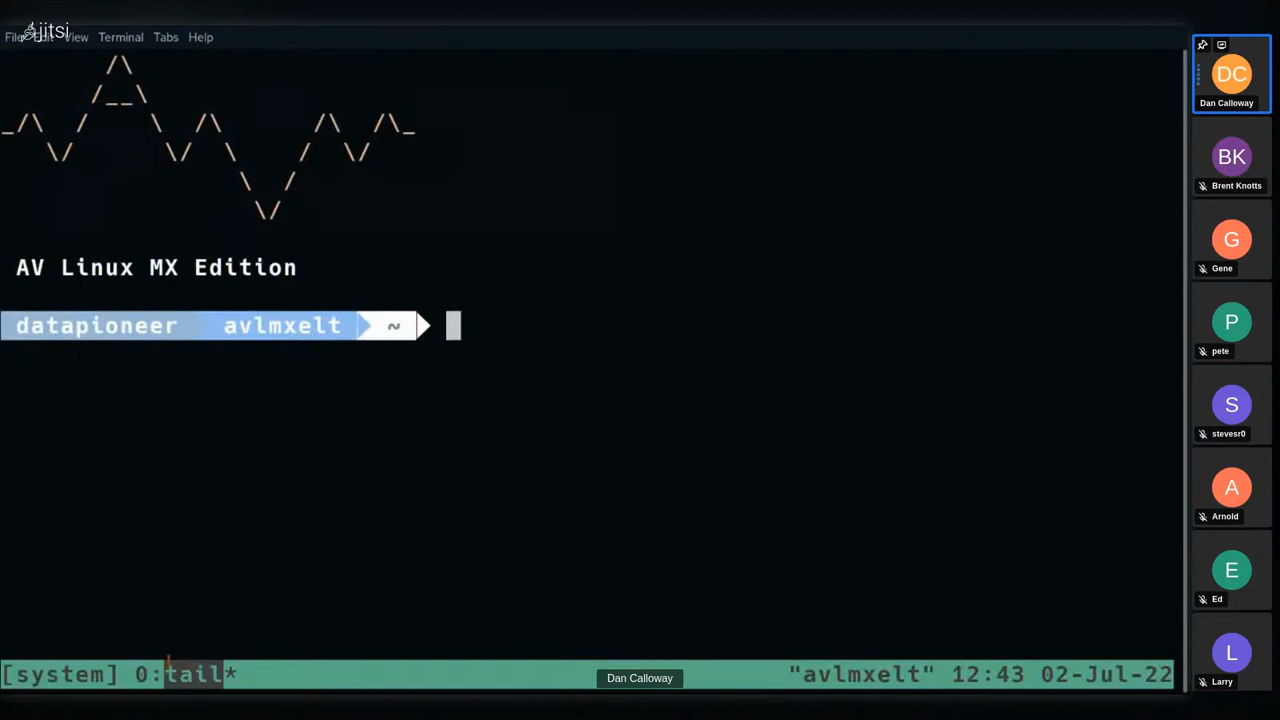 jitsi
File Edit View Terminal Tabs Help
AV Linux MX Edition
datapioneer avlmxelt ~
[system] 0:tail* "avlmxelt" 12:43 02-Jul-22
Dan Calloway
DC
Dan Calloway
BK
Brent Knotts
G
Gene
P
pete
S
stevesr0
A
Arnold
E
Ed
L
Larry